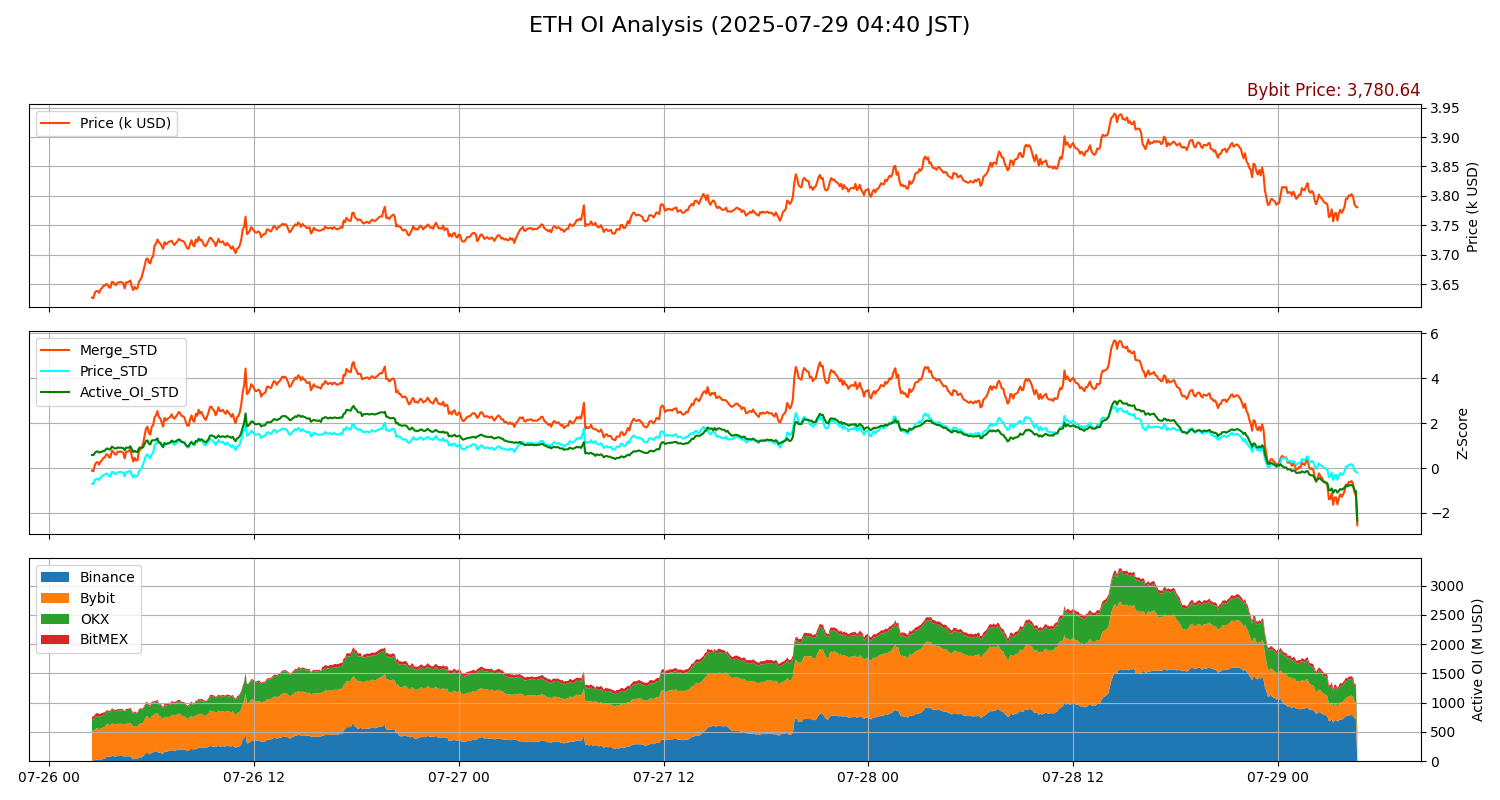 ETH OI Analysis (2025-07-29 04:40 JST)
Bybit Price: 3,780.64
Price (k USD)
3.95
3.90
3.85
3.80
3.75
3.70
3.65
Price (k USD)
Merge_STD
Price_STD
Active_OI_STD
6
4
2
0
−2
Z-Score
Binance
Bybit
OKX
BitMEX
3000
2500
2000
1500
1000
500
0
Active OI (M USD)
07-26 00
07-26 12
07-27 00
07-27 12
07-28 00
07-28 12
07-29 00